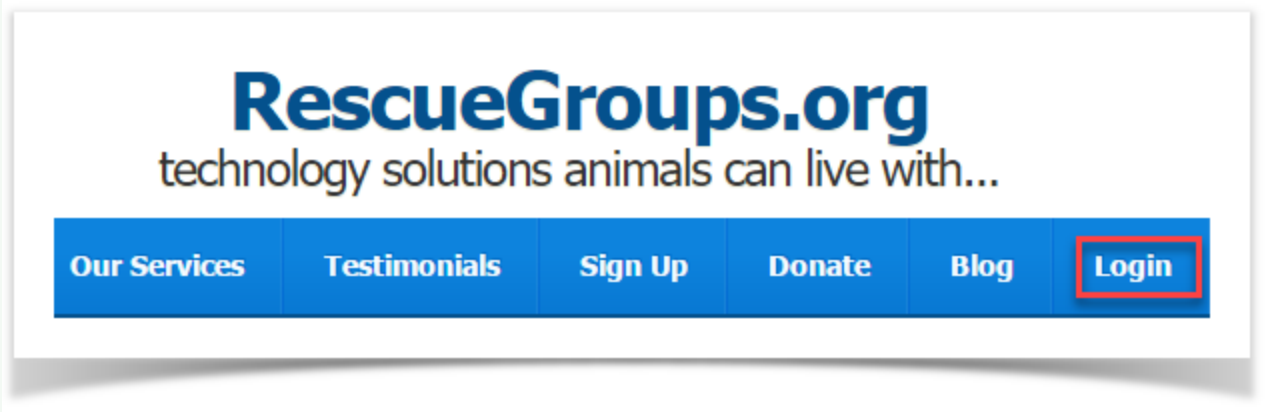 RescueGroups.org
technology solutions animals can live with...
Our Services Testimonials Sign Up Donate Blog Login